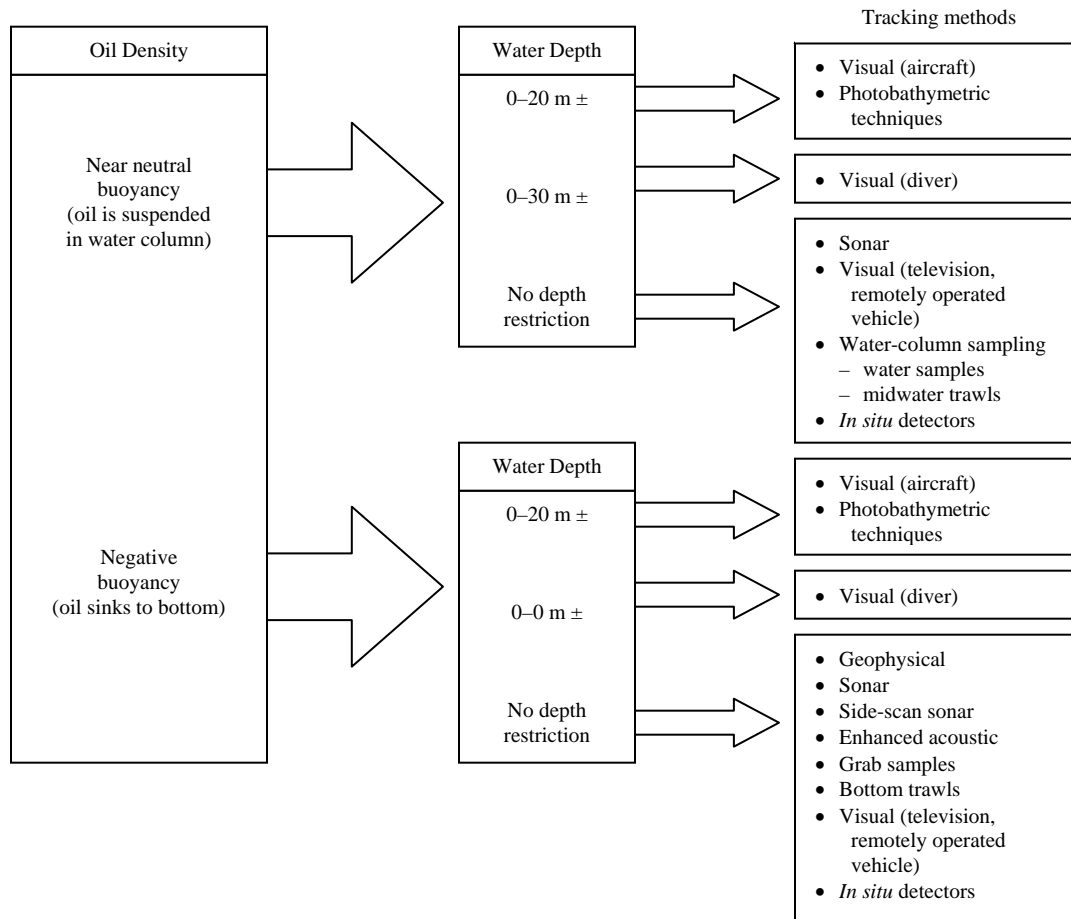 Tracking methods
Oil Density
Near neutral
buoyancy
(oil is suspended
in water column)
Negative
buoyancy
(oil sinks to bottom)
Water Depth
0–20 m ±
0–30 m ±
No depth
restriction
• Visual (aircraft)
• Photobathymetric
techniques
• Visual (diver)
• Sonar
• Visual (television,
remotely operated
vehicle)
• Water-column sampling
– water samples
– midwater trawls
• In situ detectors
Water Depth
0–20 m ±
0–0 m ±
No depth
restriction
• Visual (aircraft)
• Photobathymetric
techniques
• Visual (diver)
• Geophysical
• Sonar
• Side-scan sonar
• Enhanced acoustic
• Grab samples
• Bottom trawls
• Visual (television,
remotely operated
vehicle)
• In situ detectors